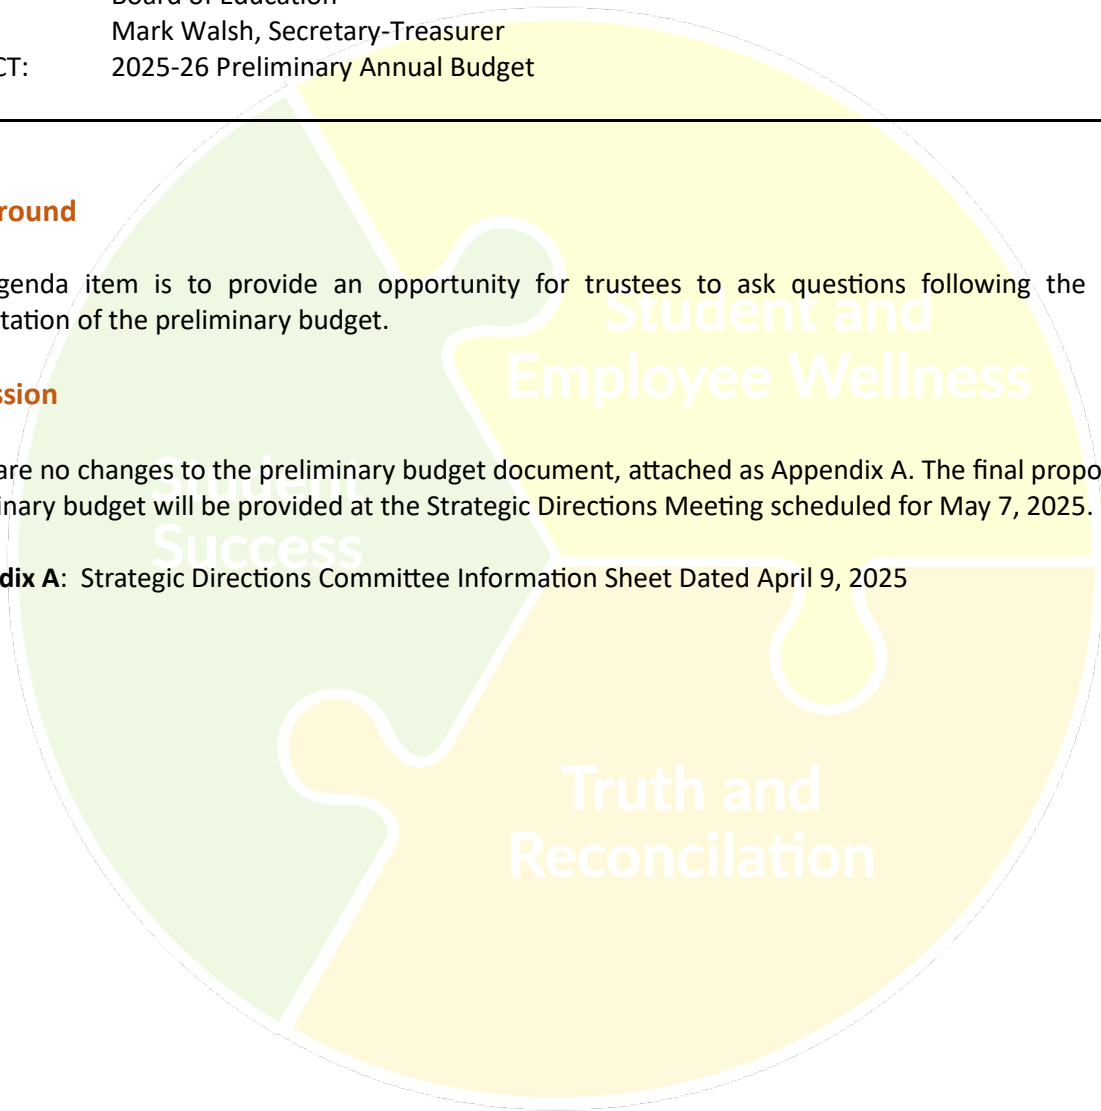 Board of Education
Mark Walsh, Secretary-Treasurer
CT: 2025-26 Preliminary Annual Budget
round
genda item is to provide an opportunity for trustees to ask questions following the
tation of the preliminary budget.
ssion
are no changes to the preliminary budget document, attached as Appendix A. The final propo
inary budget will be provided at the Strategic Directions Meeting scheduled for May 7, 2025.
dix A: Strategic Directions Committee Information Sheet Dated April 9, 2025
Student and
Employee Wellness
Student
Success
Truth and
Reconcilation